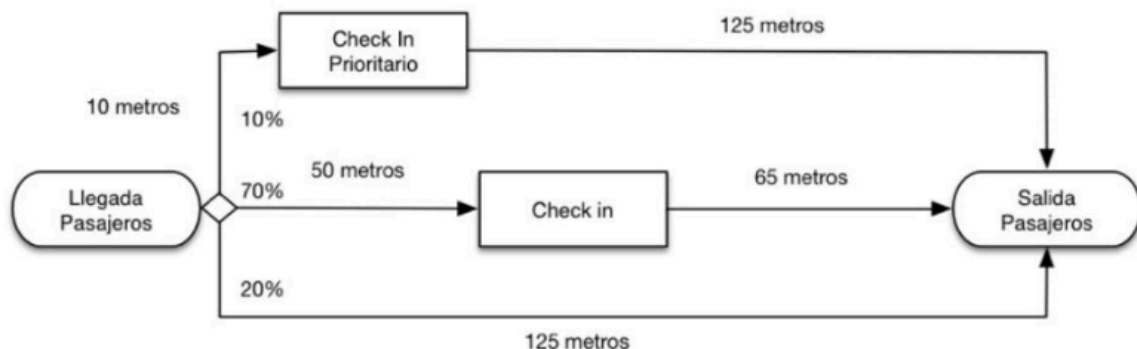 125 metros
Check In
Prioritario
10 metros
10%
50 metros
65 metros
Llegada
Pasajeros
70%
Check in
Salida
Pasajeros
20%
125 metros